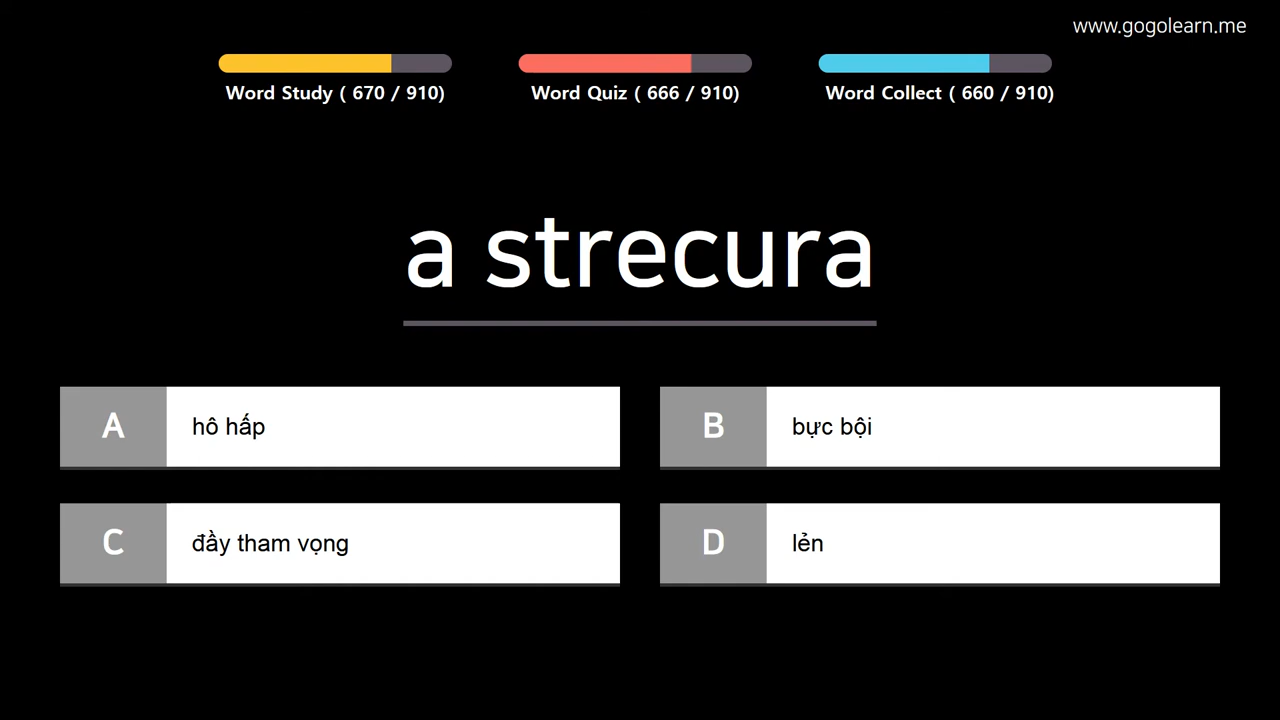 www.gogolearn.me
Word Study ( 670 / 910)
Word Quiz ( 666 / 910)
Word Collect ( 660 / 910)
a strecura
A hô hấp
B bực bội
C đầy tham vọng
D lẻn